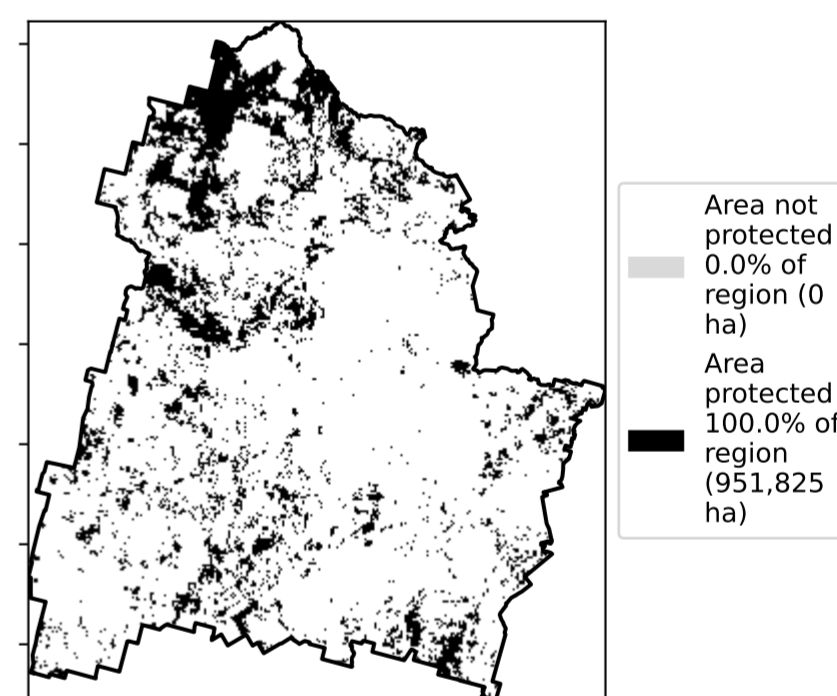 Area not
protected
0.0% of
region (0
ha)
Area
protected
100.0% of
region
(951,825
ha)